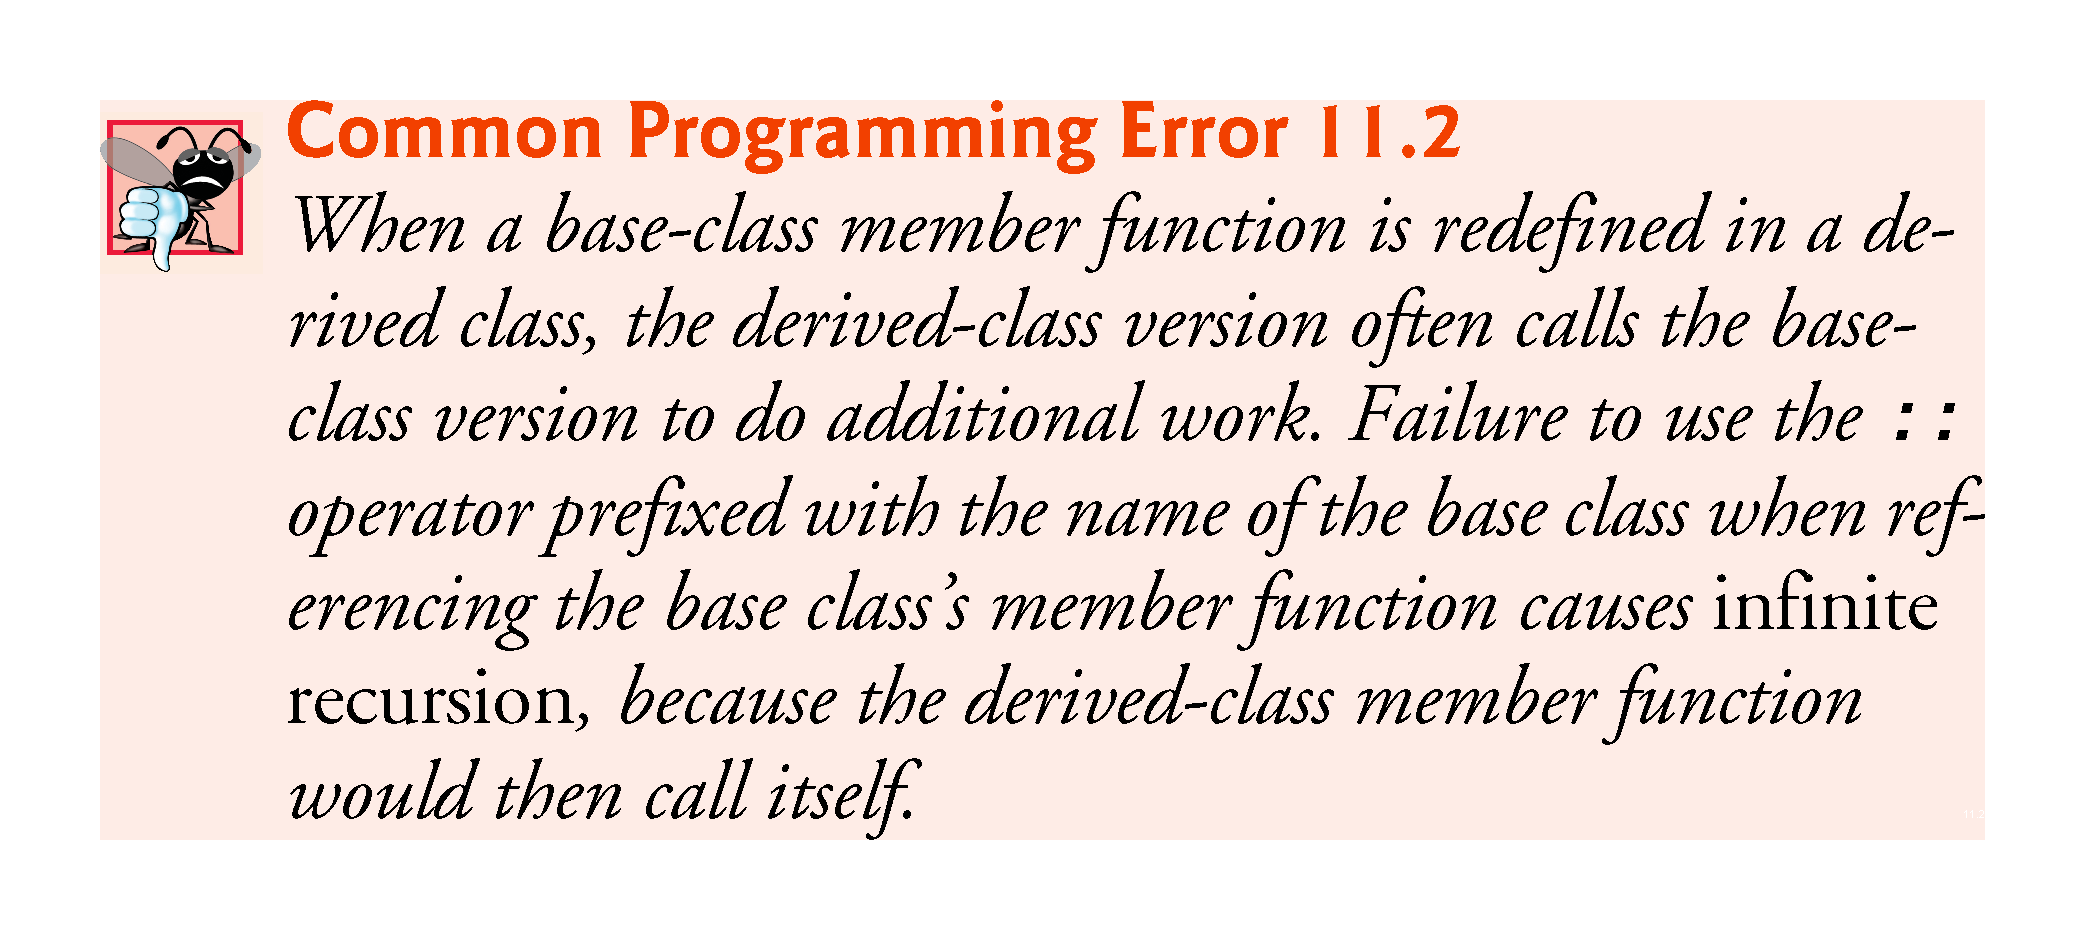 Common Programming Error 11.2
When a base-class member function is redefined in a de-
rived class, the derived-class version often calls the base-
class version to do additional work. Failure to use the ::
operator prefixed with the name of the base class when ref-
erencing the base class’s member function causes infinite
recursion, because the derived-class member function
would then call itself.
11.2